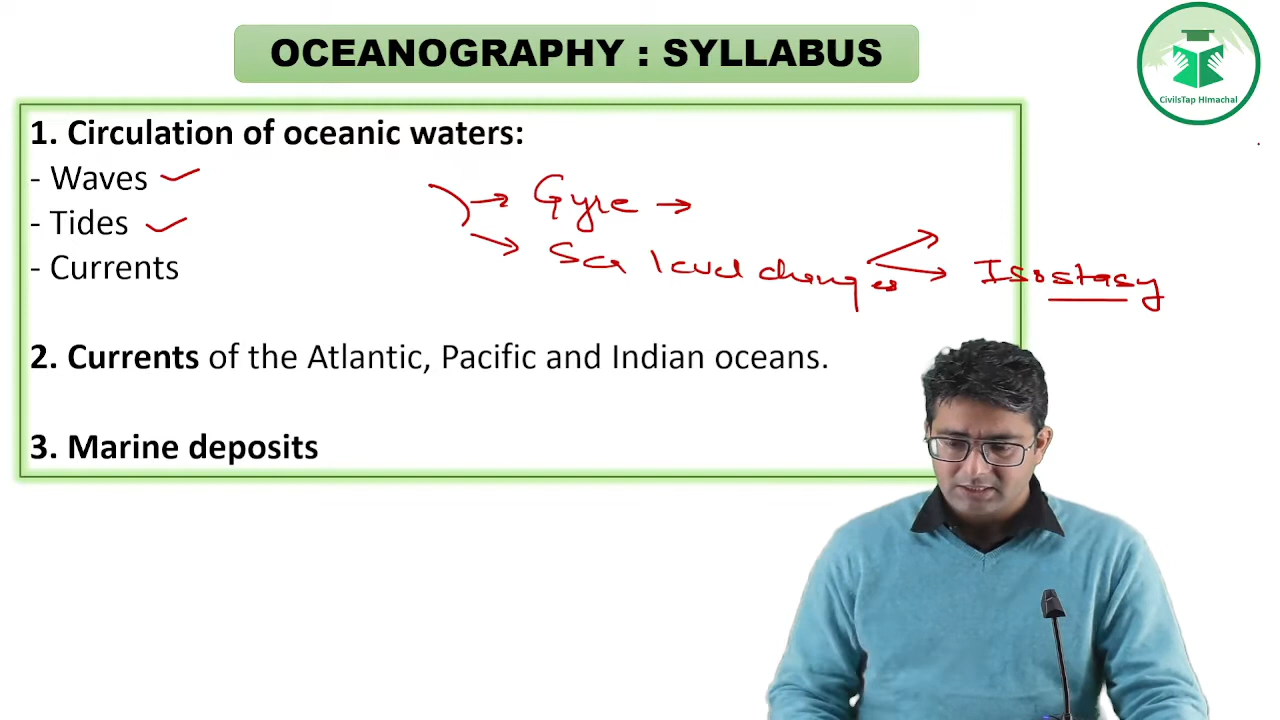 OCEANOGRAPHY : SYLLABUS
CivilsTap Himachal
1. Circulation of oceanic waters:
- Waves
- Tides
- Currents
Gyre
Sea level changes
Isostasy
2. Currents of the Atlantic, Pacific and Indian oceans.
3. Marine deposits